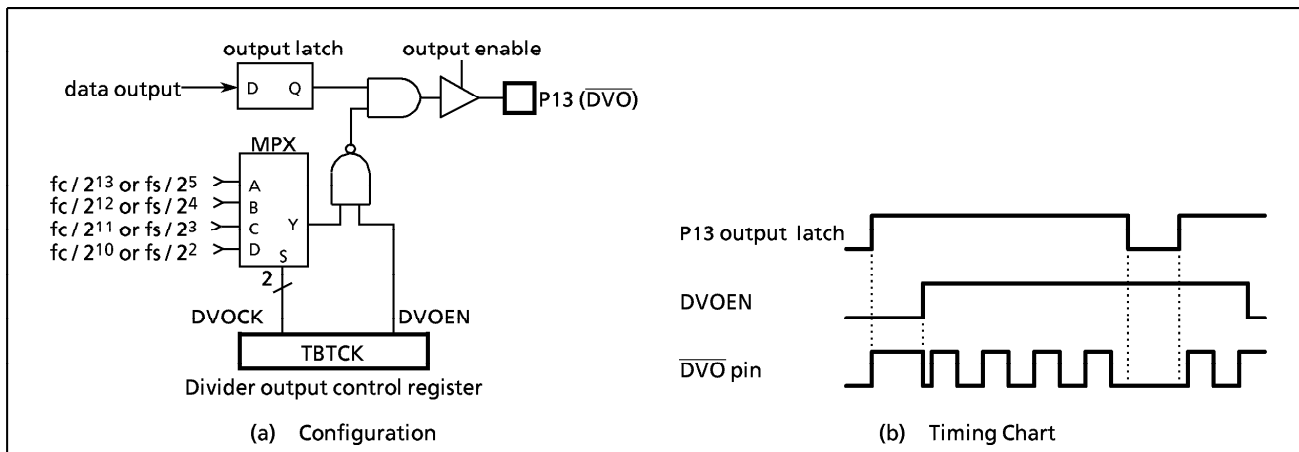 output latch
output enable
data output
D Q
P13 (DVO)
MPX
fc / 2¹³ or fs / 2⁵
A
fc / 2¹² or fs / 2⁴
B
fc / 2¹¹ or fs / 2³
C
Y
fc / 2¹⁰ or fs / 2²
D
S
2
DVOCK
DVOEN
TBTCK
Divider output control register
(a) Configuration
P13 output latch
DVOEN
DVO pin
(b) Timing Chart